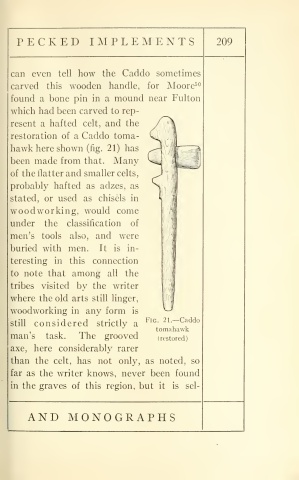 PECKED IMPLEMENTS 209
can even tell how the Caddo sometimes
carved this wooden handle, for Moore²⁰
found a bone pin in a mound near Fulton
which had been carved to rep-
resent a hafted celt, and the
restoration of a Caddo toma-
hawk here shown (fig. 21) has
been made from that. Many
of the flatter and smaller celts,
probably hafted as adzes, as
stated, or used as chisels in
woodworking, would come
under the classification of
men's tools also, and were
buried with men. It is in-
teresting in this connection
to note that among all the
tribes visited by the writer
where the old arts still linger,
woodworking in any form is
still considered strictly a
man's task. The grooved
axe, here considerably rarer
than the celt, has not only, as noted, so
far as the writer knows, never been found
in the graves of this region, but it is sel-
FIG. 21.—Caddo
tomahawk
(restored)
AND MONOGRAPHS